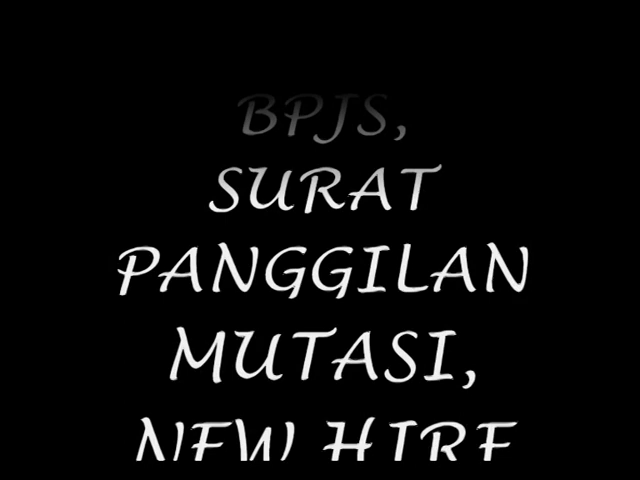 BPJS,
SURAT
PANGGILAN
MUTASI,
NEW HIRE